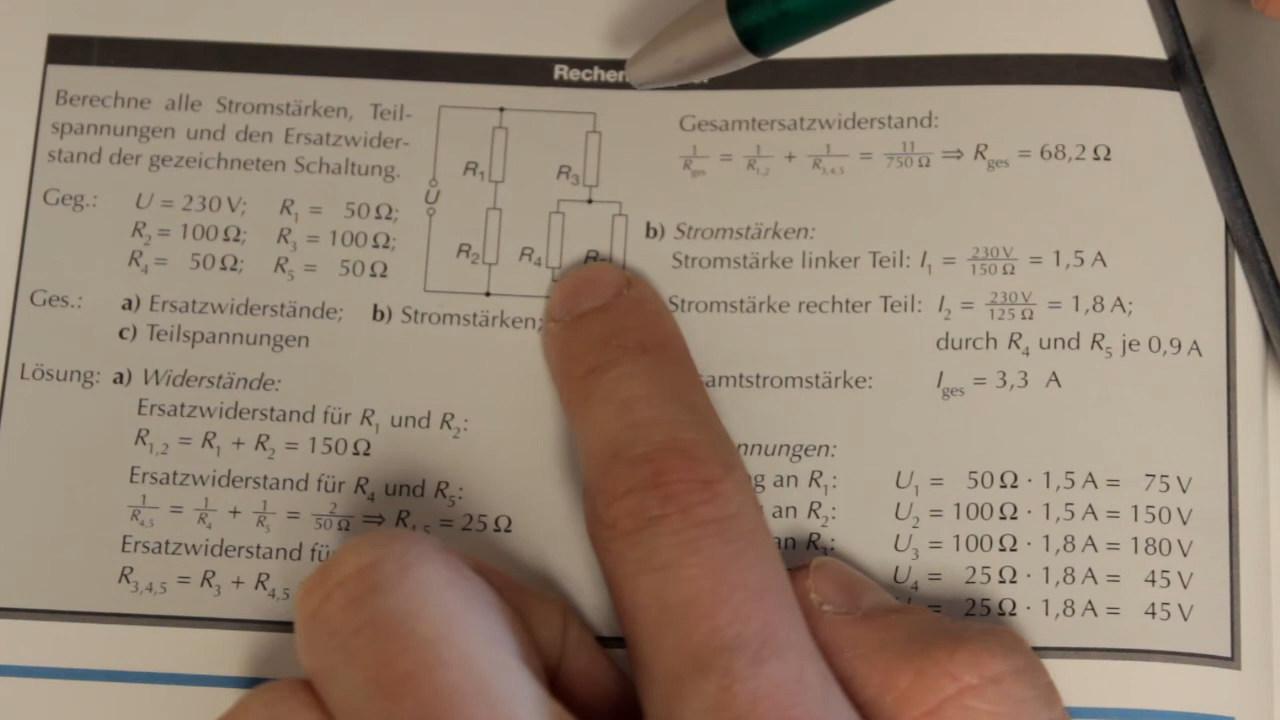 Berechne alle Stromstärken, Teil-
spannungen und den Ersatzwider-
stand der gezeichneten Schaltung.
Geg.: U = 230 V; R₁ = 50 Ω;
R₂ = 100 Ω; R₃ = 100 Ω;
R₄ = 50 Ω; R₅ = 50 Ω
Ges.: a) Ersatzwiderstände; b) Stromstärken;
c) Teilspannungen
R₁
R₃
U
R₂
R₄
Lösung: a) Widerstände:
Ersatzwiderstand für R₁ und R₂:
R₁,₂ = R₁ + R₂ = 150 Ω
Ersatzwiderstand für R₄ und R₅:
1/R₄,₅ = 1/R₄ + 1/R₅ = 2/50 Ω ⇒ R₄,₅ = 25 Ω
Ersatzwiderstand
R₃,₄,₅ = R₃ + R₄,₅
Gesamtersatzwiderstand:
1/Rges = 1/R₁,₂ + 1/R₃,₄,₅ = 11/750 Ω ⇒ Rges = 68,2 Ω
b) Stromstärken:
Stromstärke linker Teil: I₁ = 230 V/150 Ω = 1,5 A
Stromstärke rechter Teil: I₂ = 230 V/125 Ω = 1,8 A;
durch R₄ und R₅ je 0,9 A
Iges = 3,3 A
an R₁: U₁ = 50 Ω · 1,5 A = 75 V
an R₂: U₂ = 100 Ω · 1,5 A = 150 V
an R₃: U₃ = 100 Ω · 1,8 A = 180 V
U₄ = 25 Ω · 1,8 A = 45 V
= 25 Ω · 1,8 A = 45 V